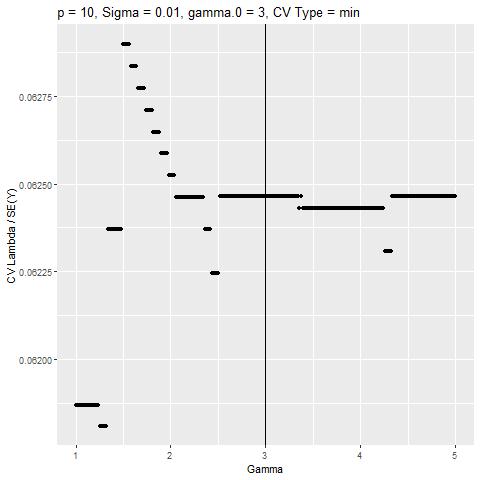 p = 10, Sigma = 0.01, gamma.0 = 3, CV Type = min
0.06275
0.06250
0.06225
0.06200
CV Lambda / SE(Y)
1 2 3 4 5
Gamma